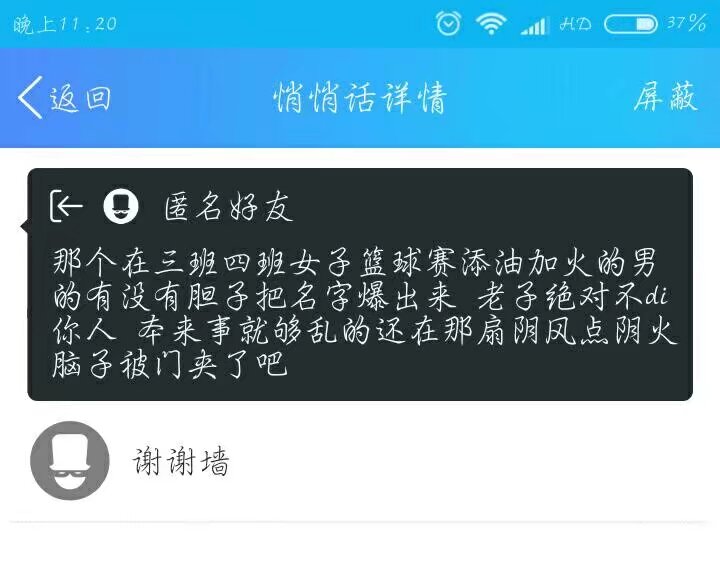 晚上11:20
HD
37%
返回
悄悄话详情
屏蔽
匿名好友
那个在三班四班女子篮球赛添油加火的男
的有没有胆子把名字爆出来 老子绝对不di
你人 本来事就够乱的还在那扇阴风点阴火
脑子被门夹了吧
谢谢墙